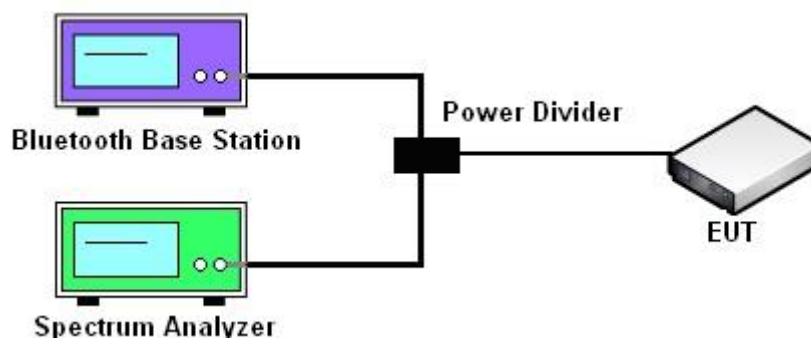 Bluetooth Base Station
Power Divider
EUT
Spectrum Analyzer